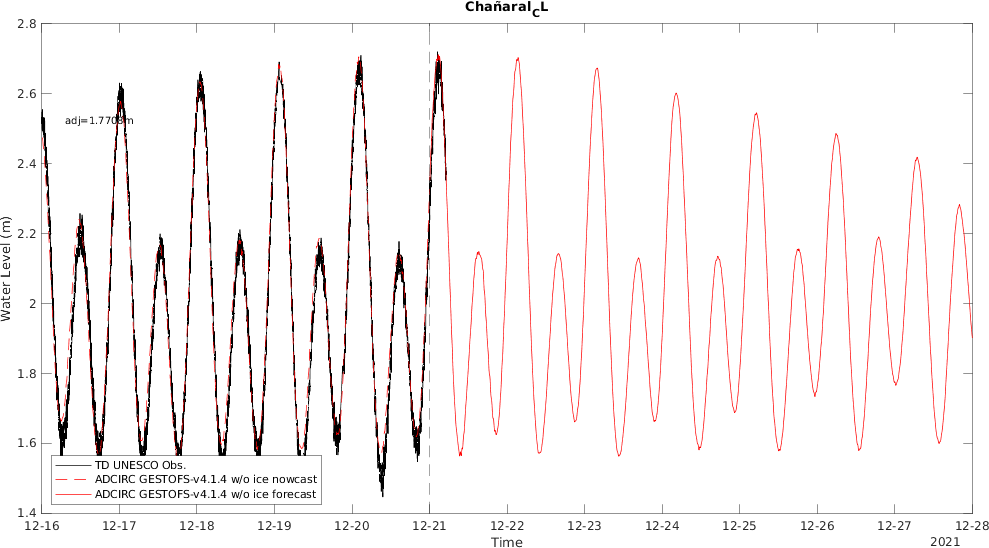 Chañaral_CL
2.8
2.6
2.4
2.2
2
1.8
1.6
1.4
Water Level (m)
adj=1.7703m
TD UNESCO Obs.
ADCIRC GESTOFS-v4.1.4 w/o ice nowcast
ADCIRC GESTOFS-v4.1.4 w/o ice forecast
12-16 12-17 12-18 12-19 12-20 12-21 12-22 12-23 12-24 12-25 12-26 12-27 12-28
Time
2021